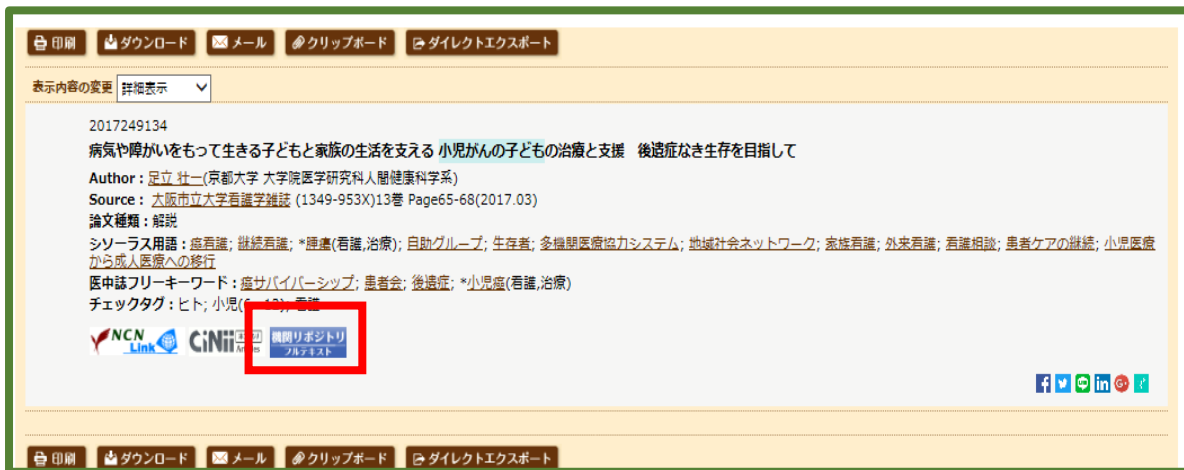 印刷 ダウンロード メール クリップボード ダイレクトエクスポート
表示内容の変更 詳細表示
2017249134
病気や障がいをもって生きる子どもと家族の生活を支える 小児がんの子どもの治療と支援　後遺症なき生存を目指して
Author : 足立 壮一(京都大学 大学院医学研究科人間健康科学系)
Source : 大阪市立大学看護学雑誌 (1349-953X)13巻 Page65-68(2017.03)
論文種類 : 解説
シソーラス用語 : 癌看護; 継続看護; *腫瘍(看護,治療); 自助グループ; 生存者; 多機関医療協力システム; 地域社会ネットワーク; 家族看護; 外来看護; 看護相談; 患者ケアの継続; 小児医療
から成人医療への移行
医中誌フリーキーワード : 癌サバイバーシップ; 患者会; 後遺症; *小児癌(看護,治療)
チェックタグ : ヒト; 小児(6 12); 看護
NCN Link CiNii 機関リポジトリ
フルテキスト
印刷 ダウンロード メール クリップボード ダイレクトエクスポート